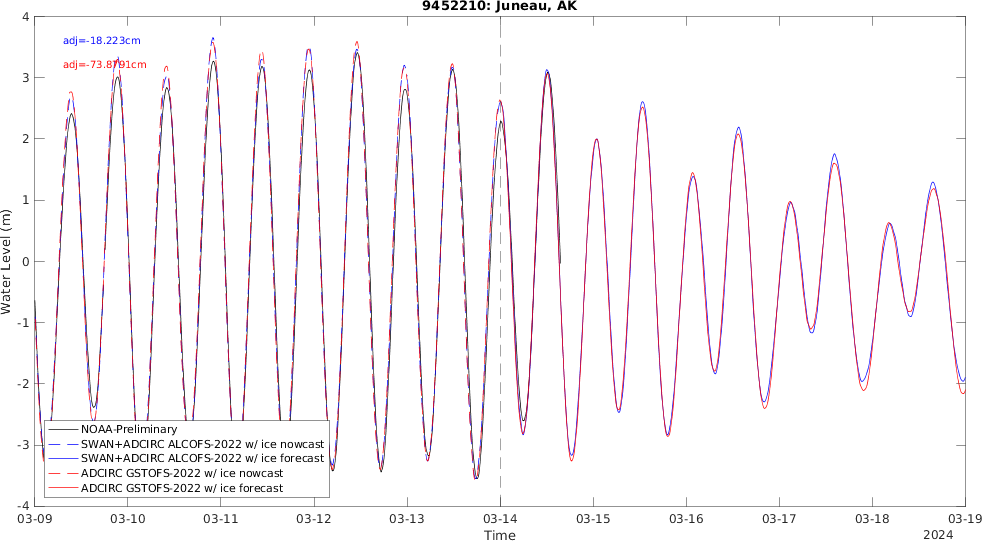 9452210: Juneau, AK
4
3
2
1
0
-1
-2
-3
-4
Water Level (m)
adj=-18.223cm
adj=-73.8791cm
NOAA-Preliminary
SWAN+ADCIRC ALCOFS-2022 w/ ice nowcast
SWAN+ADCIRC ALCOFS-2022 w/ ice forecast
ADCIRC GSTOFS-2022 w/ ice nowcast
ADCIRC GSTOFS-2022 w/ ice forecast
03-09 03-10 03-11 03-12 03-13 03-14 03-15 03-16 03-17 03-18 03-19
Time
2024